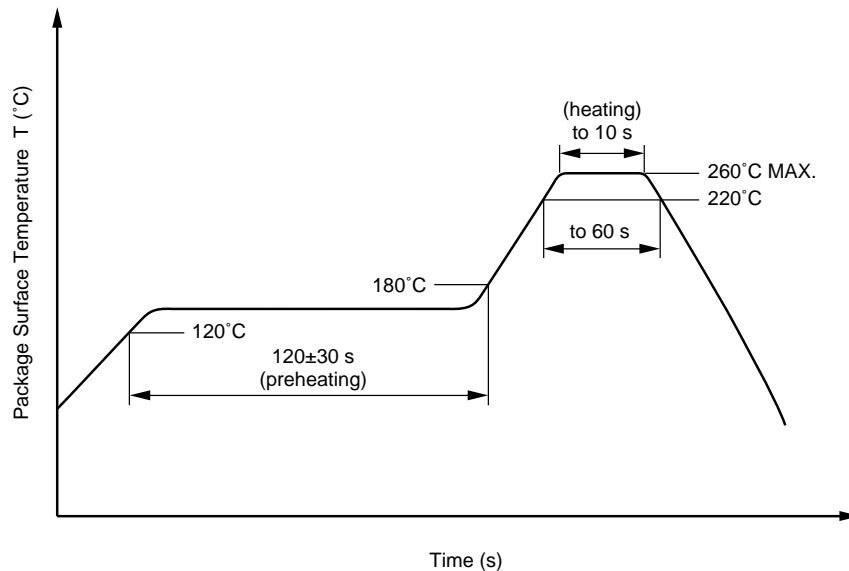 Package Surface Temperature T (˚C)
(heating)
to 10 s
260˚C MAX.
220˚C
to 60 s
180˚C
120˚C
120±30 s
(preheating)
Time (s)